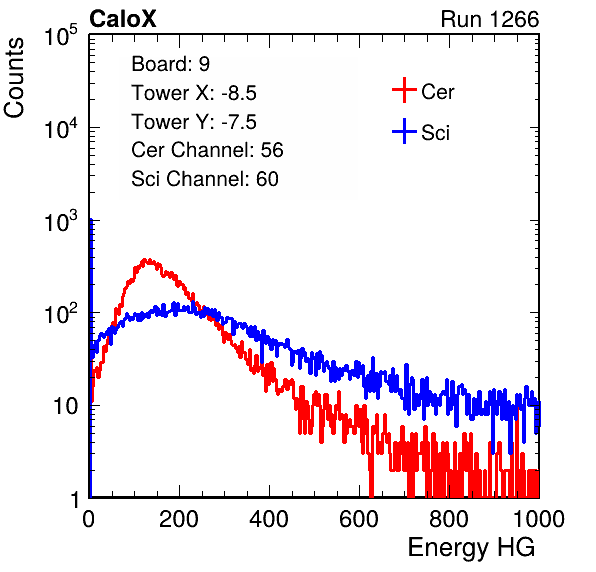 CaloX Run 1266
Counts
10^5
10^4
10^3
10^2
10
1
Board: 9
Tower X: -8.5
Tower Y: -7.5
Cer Channel: 56
Sci Channel: 60
Cer
Sci
0 200 400 600 800 1000
Energy HG